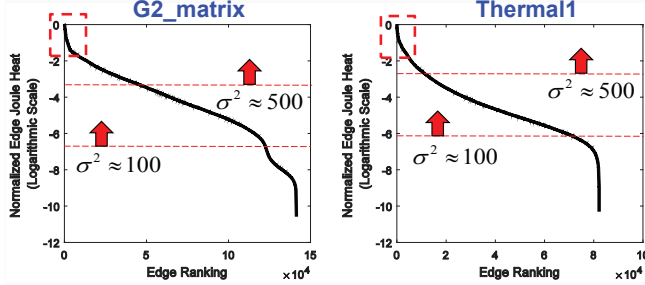 G2_matrix
Normalized Edge Joule Heat
(Logarithmic Scale)
0
-2
-4
-6
-8
-10
-12
σ² ≈ 500
σ² ≈ 100
0 5 10 15
×10⁴
Edge Ranking
Thermal1
Normalized Edge Joule Heat
(Logarithmic Scale)
0
-2
-4
-6
-8
-10
-12
σ² ≈ 500
σ² ≈ 100
0 2 4 6 8 10
×10⁴
Edge Ranking